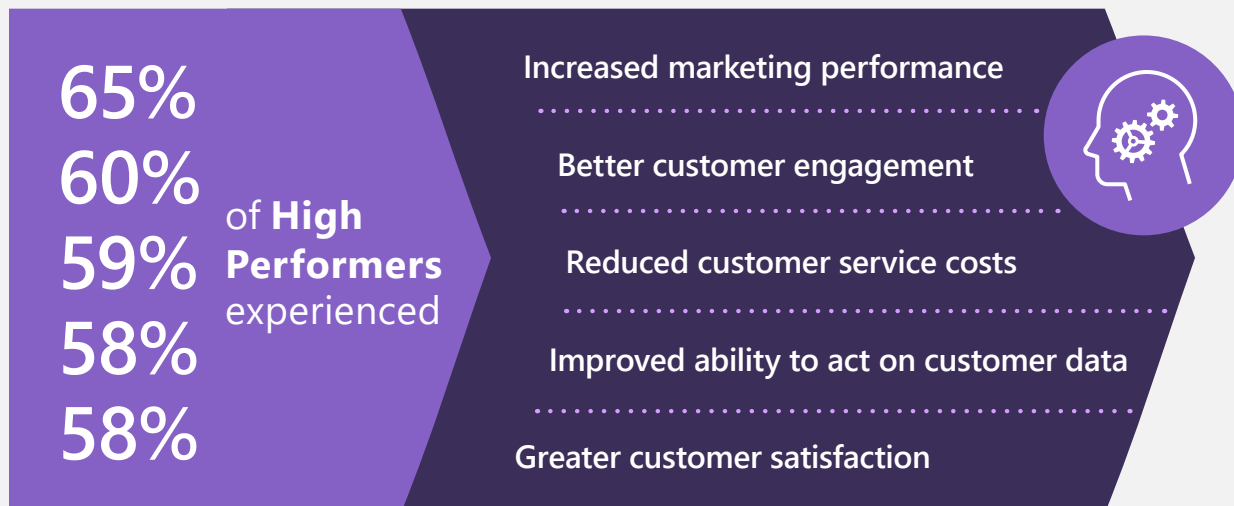 65%
60%
59%
58%
58%
of High
Performers
experienced
Increased marketing performance
Better customer engagement
Reduced customer service costs
Improved ability to act on customer data
Greater customer satisfaction